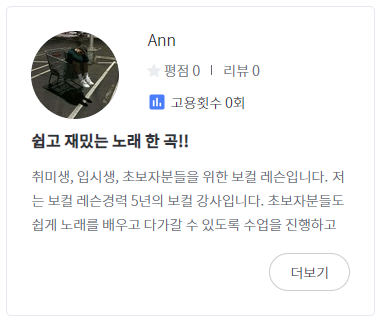 Ann
평점 0 | 리뷰 0
고용횟수 0회
쉽고 재밌는 노래 한 곡!!
취미생, 입시생, 초보자분들을 위한 보컬 레슨입니다. 저
는 보컬 레슨경력 5년의 보컬 강사입니다. 초보자분들도
쉽게 노래를 배우고 다가갈 수 있도록 수업을 진행하고
더보기